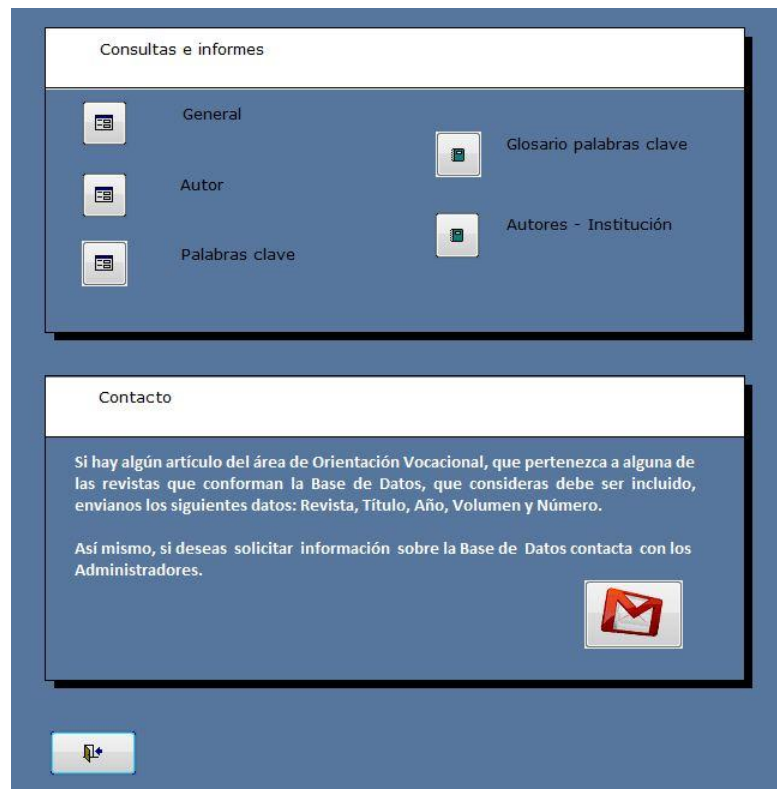 Consultas e informes
General
Autor
Palabras clave
Glosario palabras clave
Autores - Institución
Contacto
Si hay algún artículo del área de Orientación Vocacional, que pertenezca a alguna de
las revistas que conforman la Base de Datos, que consideras debe ser incluido,
envianos los siguientes datos: Revista, Título, Año, Volumen y Número.
Así mismo, si deseas solicitar información sobre la Base de Datos contacta con los
Administradores.